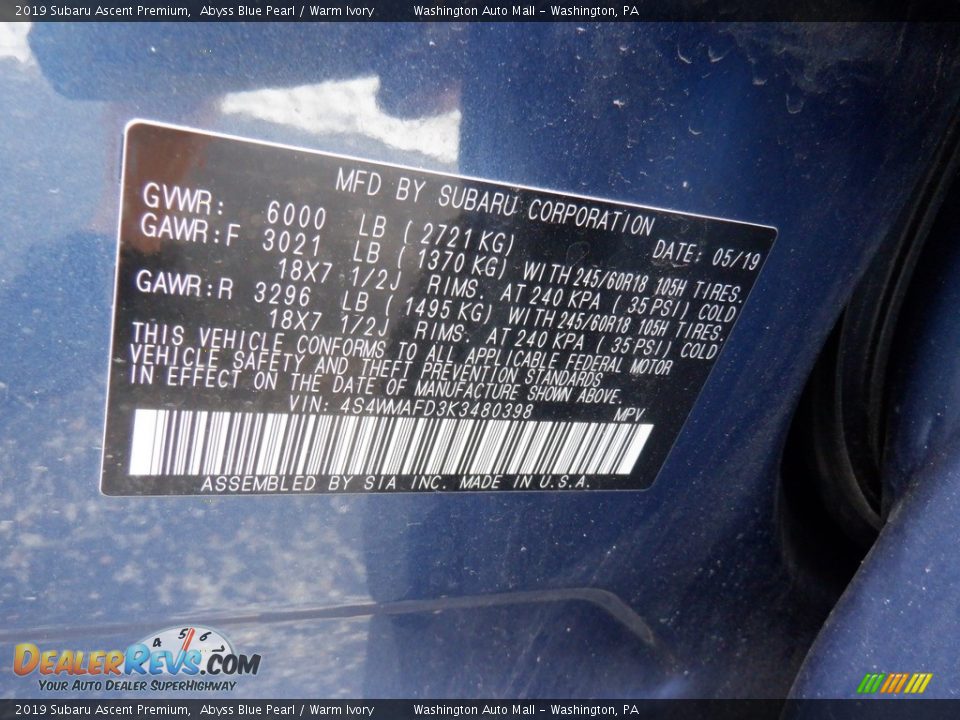 2019 Subaru Ascent Premium,  Abyss Blue Pearl / Warm Ivory        Washington Auto Mall - Washington, PA
MFD BY SUBARU CORPORATION
GVWR: 6000 LB (2721 KG) DATE: 05/19
GAWR:F 3021 LB (1370 KG) WITH 245/60R18 105H TIRES.
18X7 1/2J RIMS. AT 240 KPA (35 PSI) COLD
GAWR:R 3296 LB (1495 KG) WITH 245/60R18 105H TIRES.
18X7 1/2J RIMS. AT 240 KPA (35 PSI) COLD
THIS VEHICLE CONFORMS TO ALL APPLICABLE FEDERAL MOTOR
VEHICLE SAFETY AND THEFT PREVENTION STANDARDS
IN EFFECT ON THE DATE OF MANUFACTURE SHOWN ABOVE.
VIN: 4S4WMAFD3K3480398 MPV
ASSEMBLED BY SIA INC. MADE IN U.S.A.
4 5 6
DEALERREVS.COM
YOUR AUTO DEALER SUPERHIGHWAY
2019 Subaru Ascent Premium,  Abyss Blue Pearl / Warm Ivory        Washington Auto Mall - Washington, PA